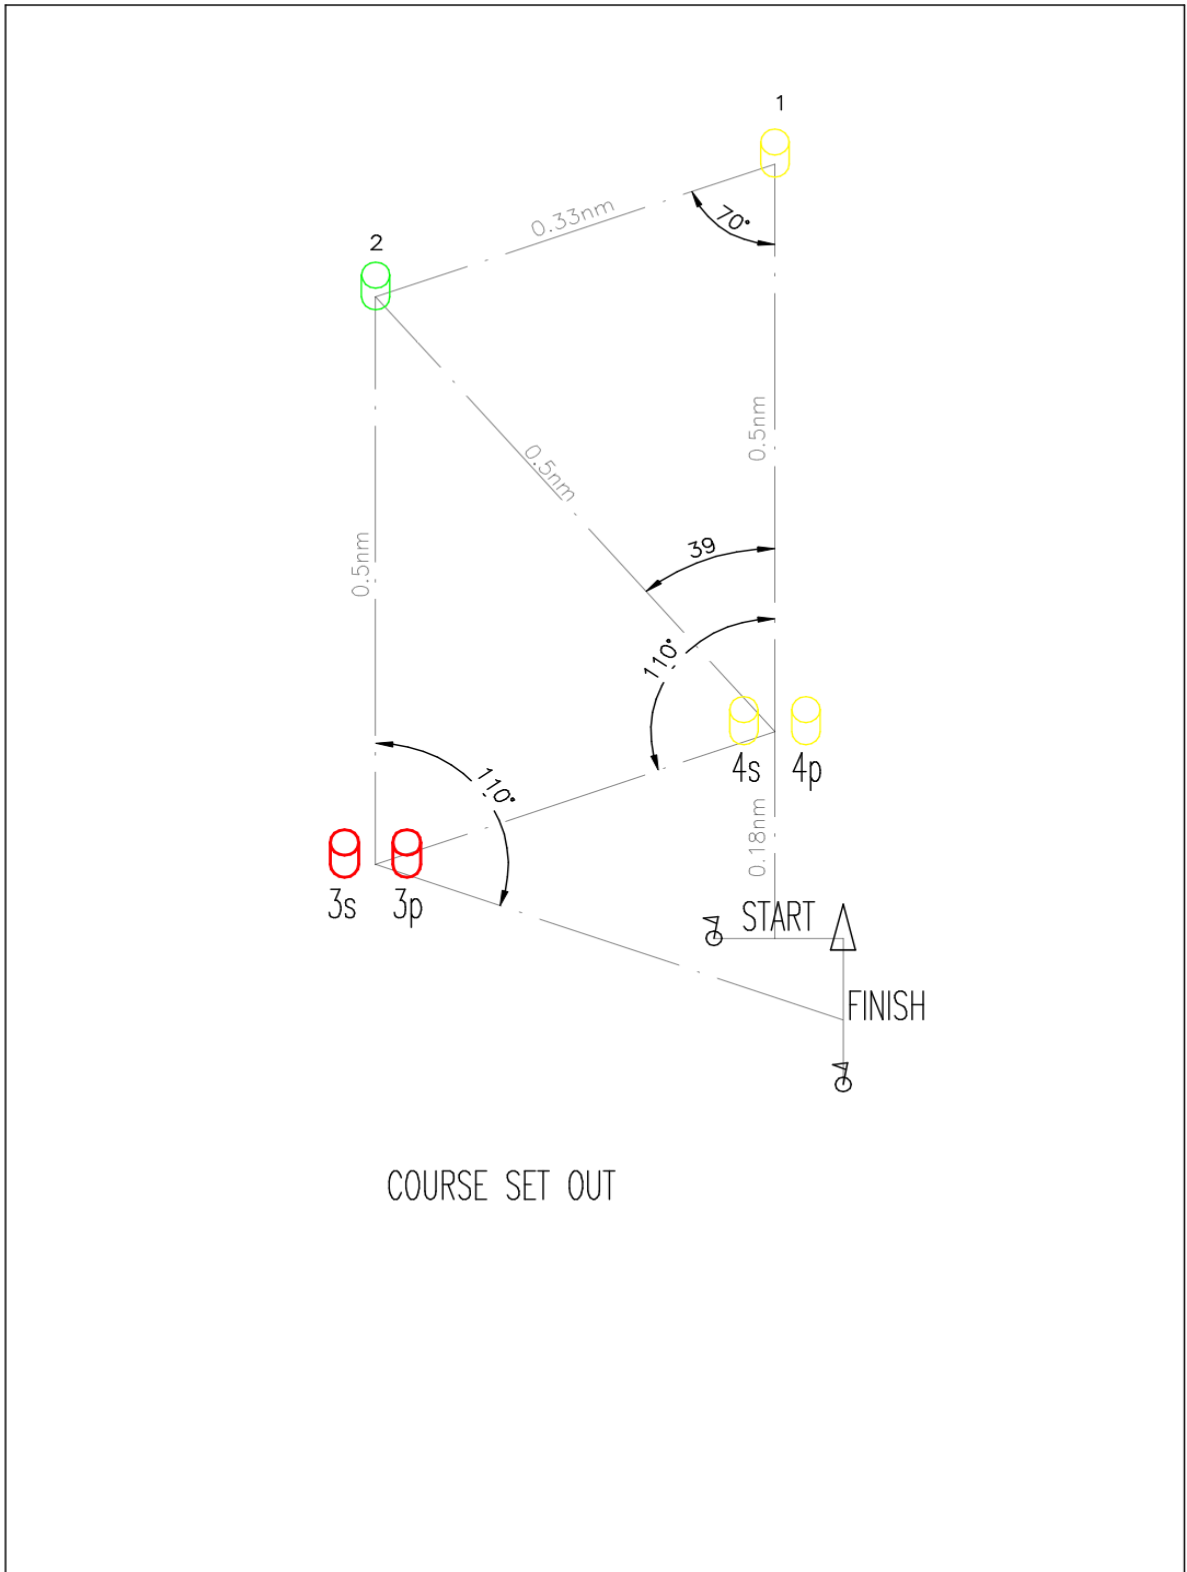 1
0.33nm
70°
2
0.5nm
0.5nm
0.5nm
39
110°
4s
4p
110°
0.18nm
3s
3p
START
FINISH
COURSE SET OUT